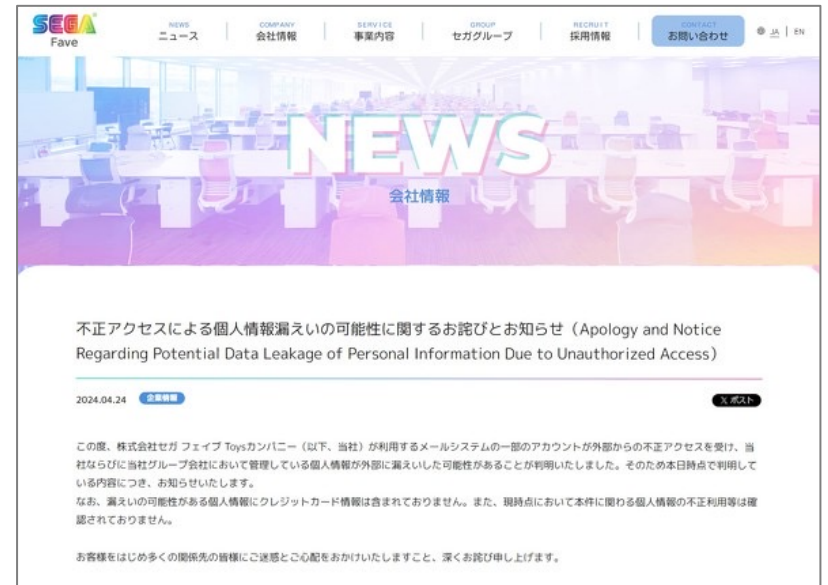 SEGA
Fave
NEWS
ニュース
COMPANY
会社情報
SERVICE
事業内容
GROUP
セガグループ
RECRUIT
採用情報
CONTACT
お問い合わせ
JA | EN
NEWS
会社情報
不正アクセスによる個人情報漏えいの可能性に関するお詫びとお知らせ（Apology and Notice
Regarding Potential Data Leakage of Personal Information Due to Unauthorized Access）
2024.04.24
企業情報
X ポスト
この度、株式会社セガ フェイブ Toysカンパニー（以下、当社）が利用するメールシステムの一部のアカウントが外部からの不正アクセスを受け、当
社ならびに当社グループ会社において管理している個人情報が外部に漏えいした可能性があることが判明いたしました。そのため本日時点で判明して
いる内容につき、お知らせいたします。
なお、漏えいの可能性がある個人情報にクレジットカード情報は含まれておりません。また、現時点において本件に関わる個人情報の不正利用等は確
認されておりません。
お客様をはじめ多くの関係先の皆様にご迷惑とご心配をおかけいたしますこと、深くお詫び申し上げます。